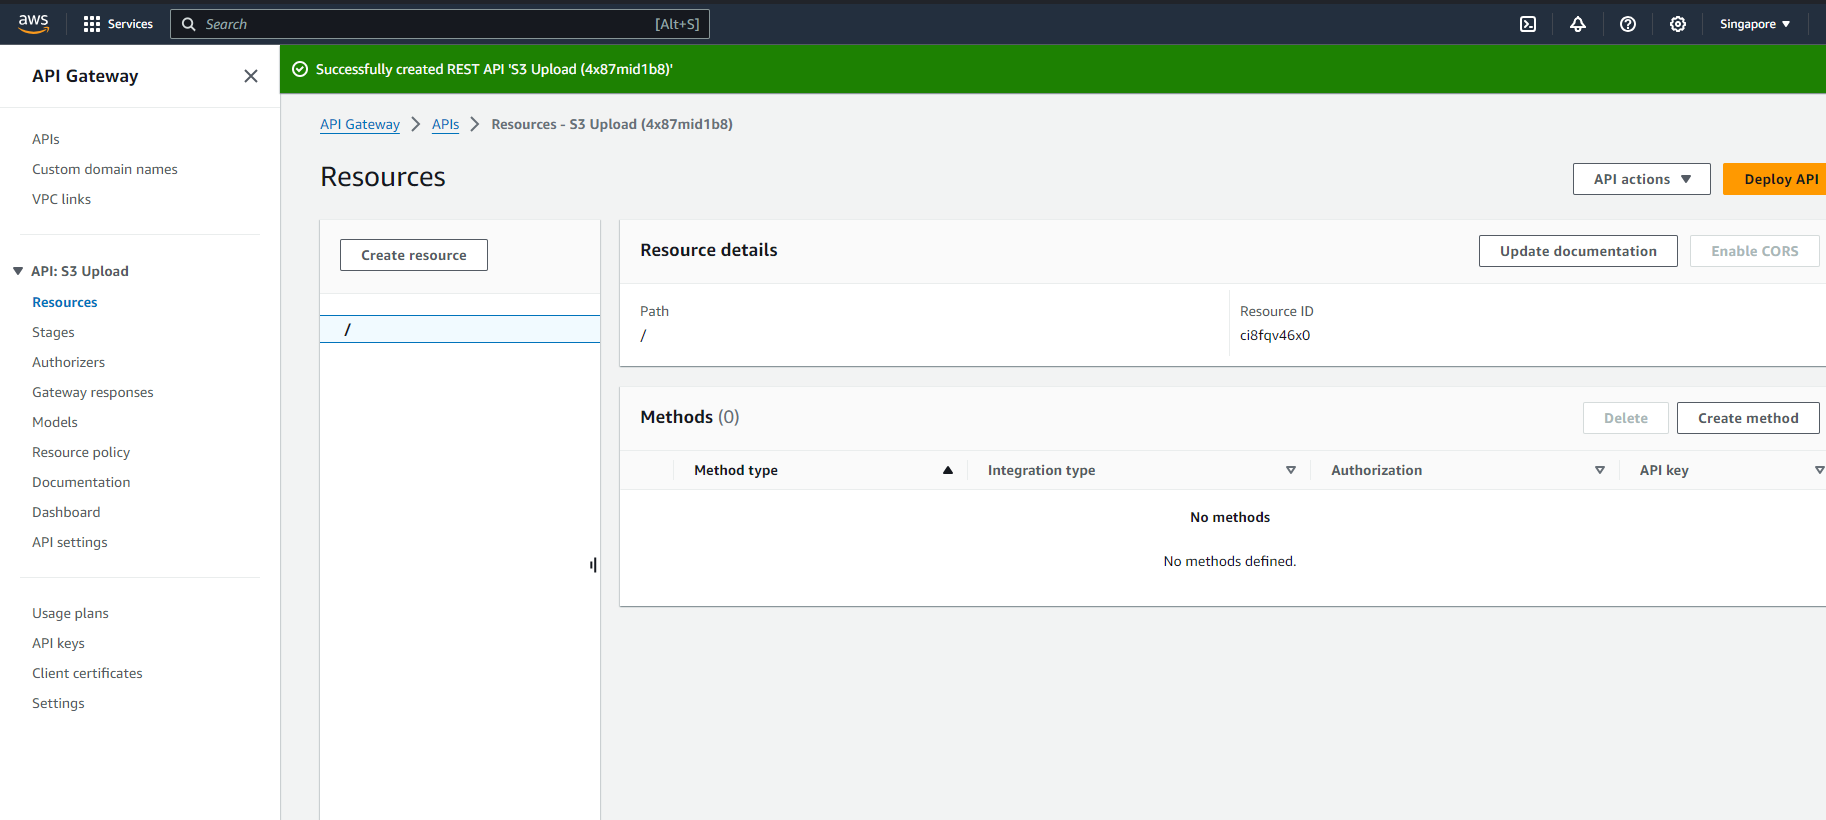 aws Services Search [Alt+S] Singapore
API Gateway
Successfully created REST API 'S3 Upload (4x87mid1b8)'
APIs
Custom domain names
VPC links
API: S3 Upload
Resources
Stages
Authorizers
Gateway responses
Models
Resource policy
Documentation
Dashboard
API settings
Usage plans
API keys
Client certificates
Settings
API Gateway APIs Resources - S3 Upload (4x87mid1b8)
Resources
API actions Deploy API
Create resource
/
Resource details
Update documentation Enable CORS
Path Resource ID
/ ci8fqv46x0
Methods (0)
Delete Create method
Method type Integration type Authorization API key
No methods
No methods defined.